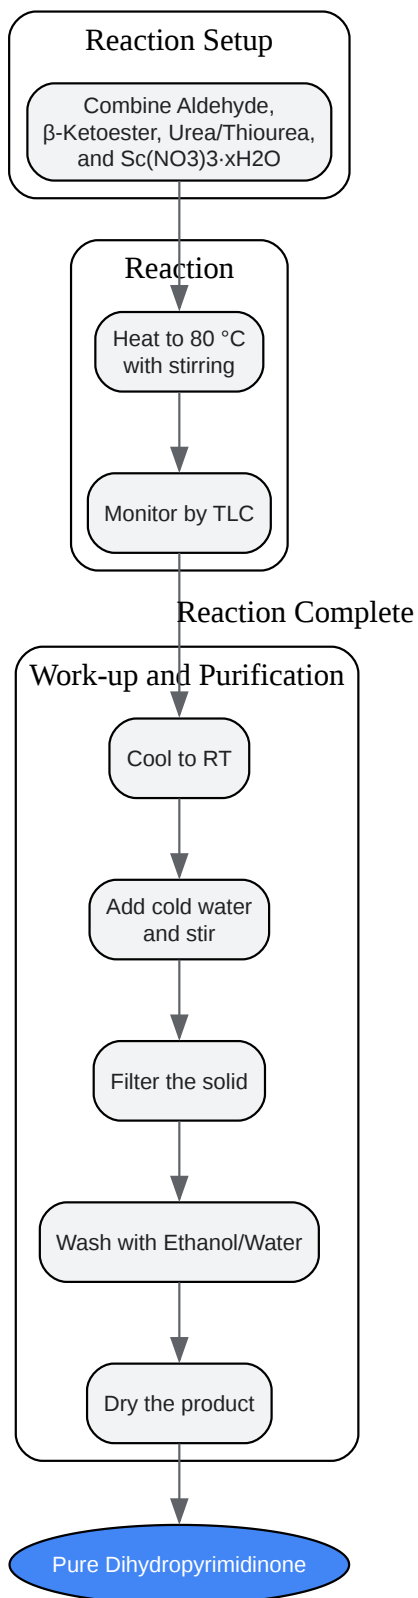 Reaction Setup
Combine Aldehyde,
β-Ketoester, Urea/Thiourea,
and Sc(NO3)3·xH2O
Reaction
Heat to 80 °C
with stirring
Monitor by TLC
Reaction Complete
Work-up and Purification
Cool to RT
Add cold water
and stir
Filter the solid
Wash with Ethanol/Water
Dry the product
Pure Dihydropyrimidinone